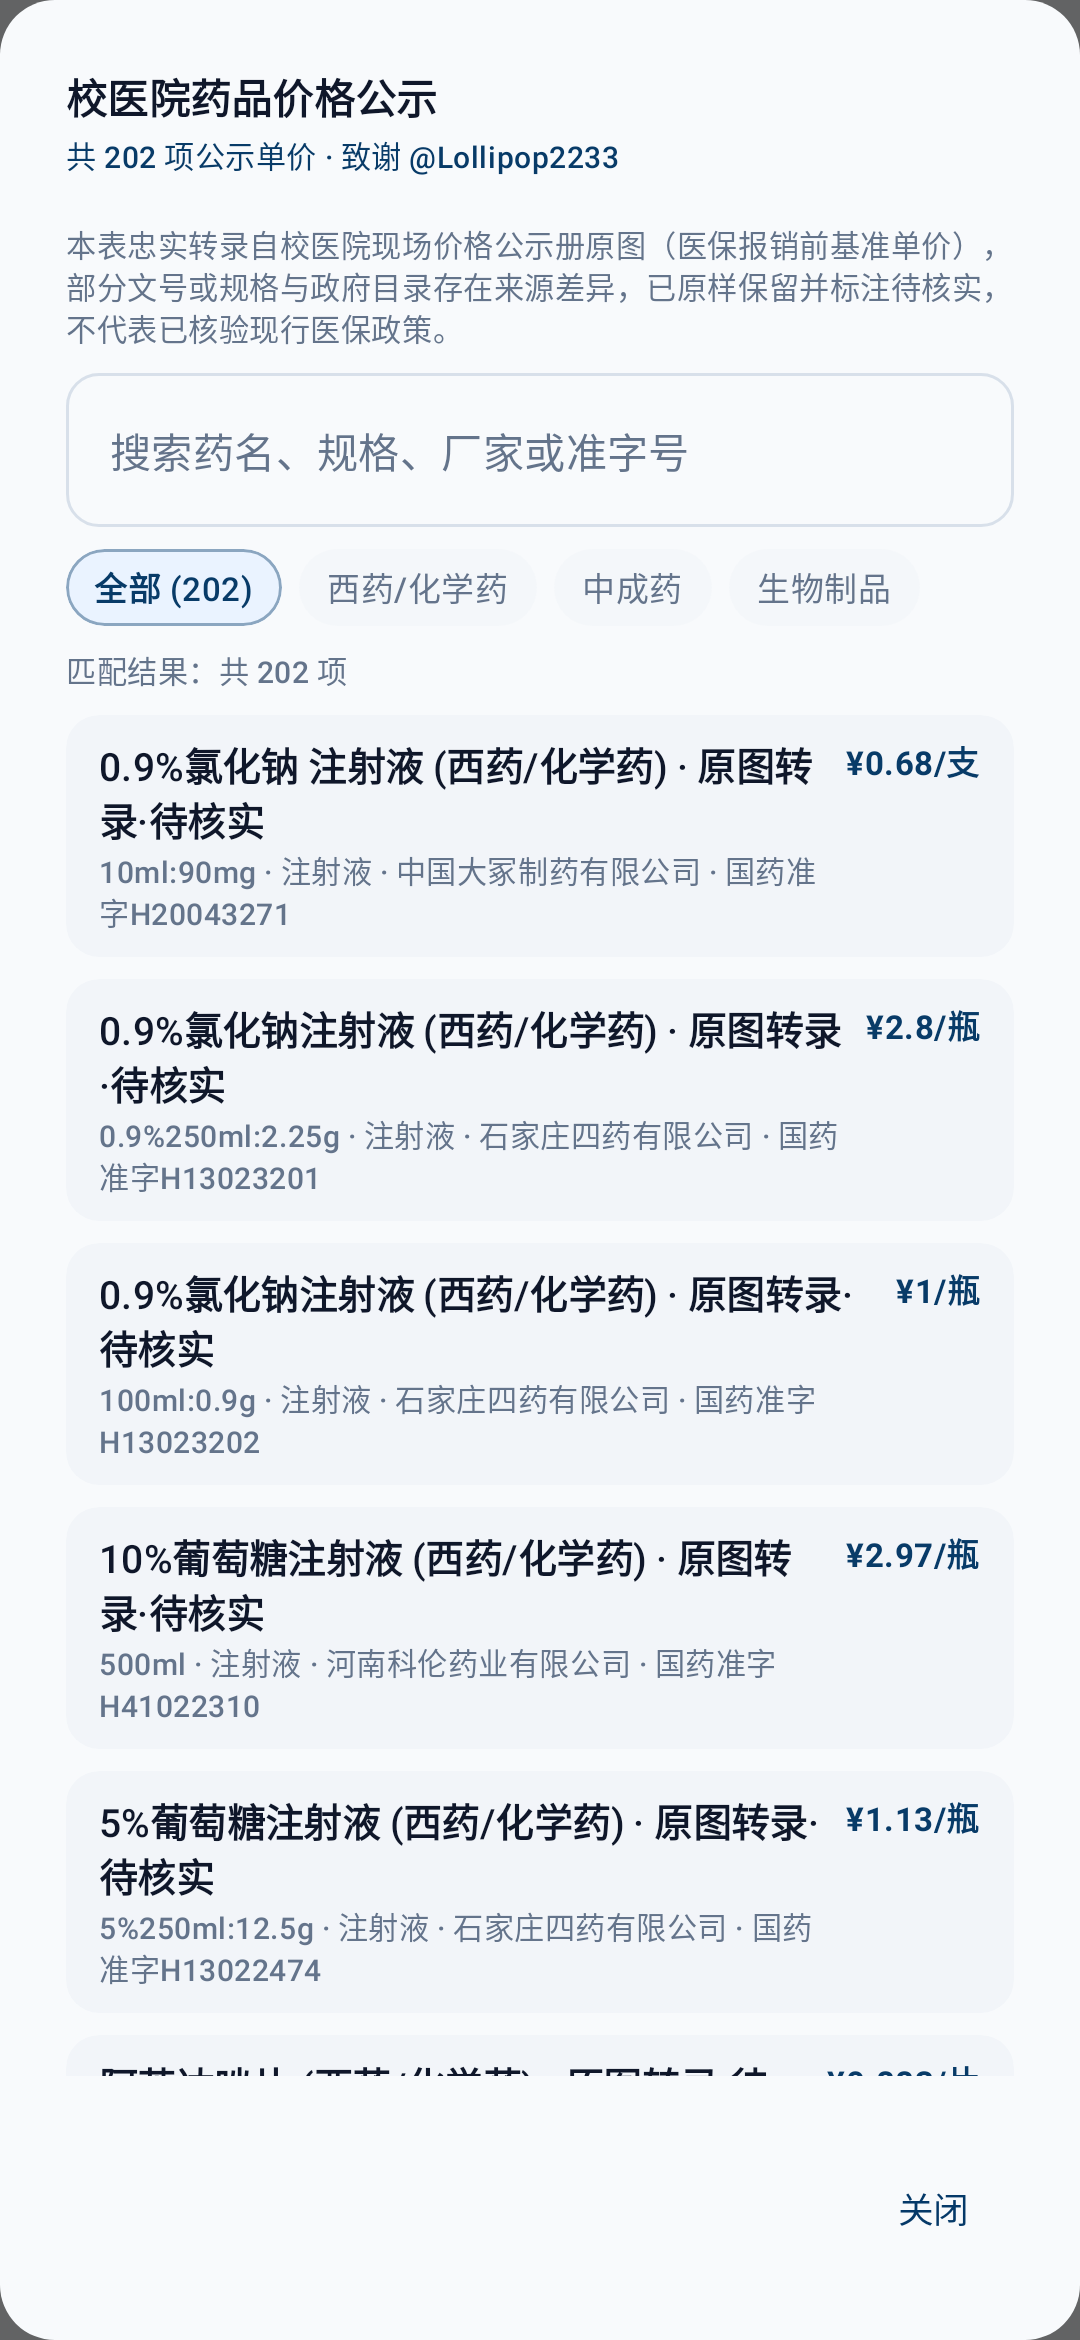 校医院药品价格公示
共 202 项公示单价 · 致谢 @Lollipop2233
本表忠实转录自校医院现场价格公示册原图（医保报销前基准单价），
部分文号或规格与政府目录存在来源差异，已原样保留并标注待核实，
不代表已核验现行医保政策。
搜索药名、规格、厂家或准字号
全部 (202) 西药/化学药 中成药 生物制品
匹配结果：共 202 项
0.9%氯化钠 注射液 (西药/化学药) · 原图转 ¥0.68/支
录·待核实
10ml:90mg · 注射液 · 中国大冢制药有限公司 · 国药准
字H20043271
0.9%氯化钠注射液 (西药/化学药) · 原图转录 ¥2.8/瓶
·待核实
0.9%250ml:2.25g · 注射液 · 石家庄四药有限公司 · 国药
准字H13023201
0.9%氯化钠注射液 (西药/化学药) · 原图转录· ¥1/瓶
待核实
100ml:0.9g · 注射液 · 石家庄四药有限公司 · 国药准字
H13023202
10%葡萄糖注射液 (西药/化学药) · 原图转 ¥2.97/瓶
录·待核实
500ml · 注射液 · 河南科伦药业有限公司 · 国药准字
H41022310
5%葡萄糖注射液 (西药/化学药) · 原图转录· ¥1.13/瓶
待核实
5%250ml:12.5g · 注射液 · 石家庄四药有限公司 · 国药
准字H13022474
关闭